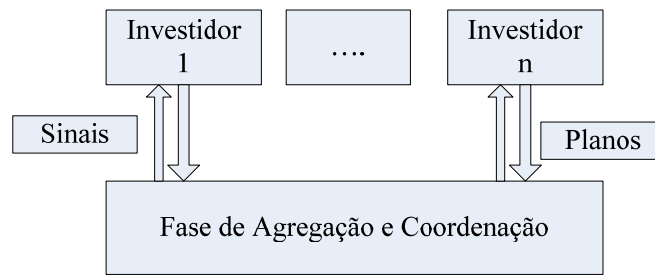 Investidor
1
....
Investidor
n
Sinais
Planos
Fase de Agregação e Coordenação